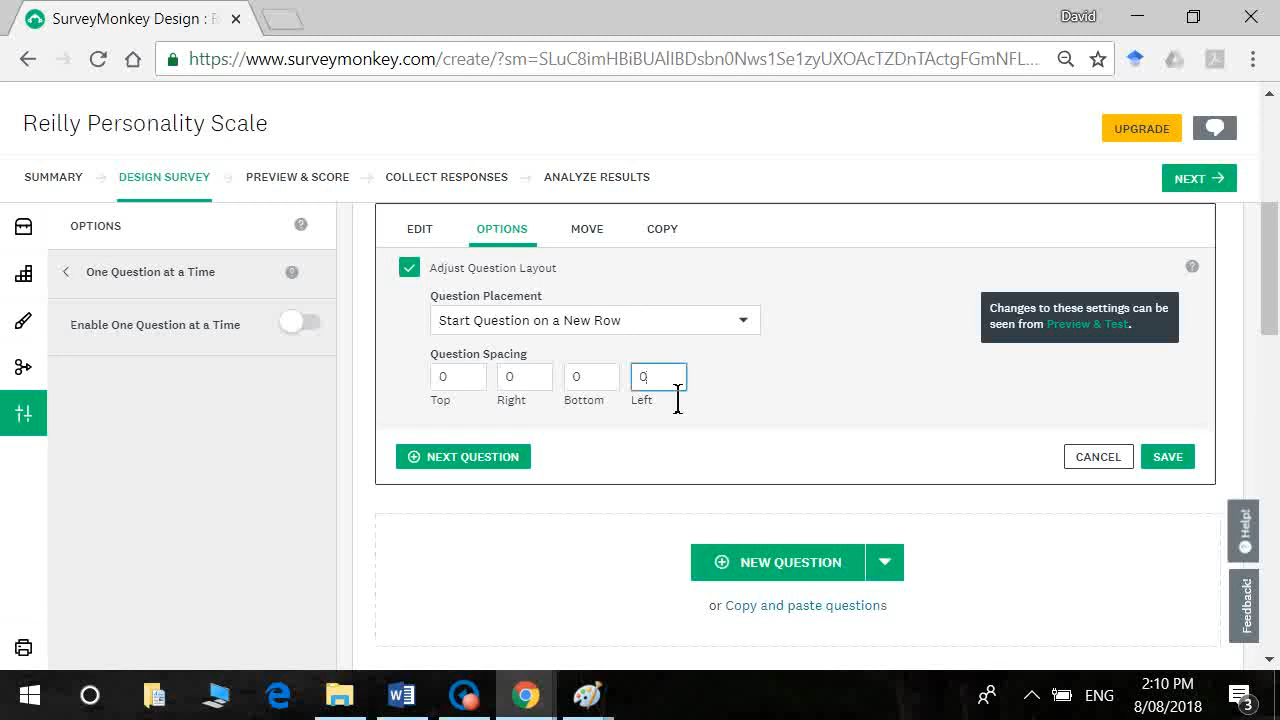 SurveyMonkey Design :
David
https://www.surveymonkey.com/create/?sm=SLuC8imHBiBUAlIBDsbn0Nws1Se1zyUXOAcTZDnTActgFGmNFL...
Reilly Personality Scale
UPGRADE
SUMMARY
DESIGN SURVEY
PREVIEW & SCORE
COLLECT RESPONSES
ANALYZE RESULTS
NEXT
OPTIONS
One Question at a Time
Enable One Question at a Time
EDIT
OPTIONS
MOVE
COPY
Adjust Question Layout
Question Placement
Start Question on a New Row
Changes to these settings can be
seen from Preview & Test.
Question Spacing
0 0 0 0
Top Right Bottom Left
NEXT QUESTION
CANCEL
SAVE
NEW QUESTION
or Copy and paste questions
Help!
Feedback!
ENG
2:10 PM
8/08/2018
3